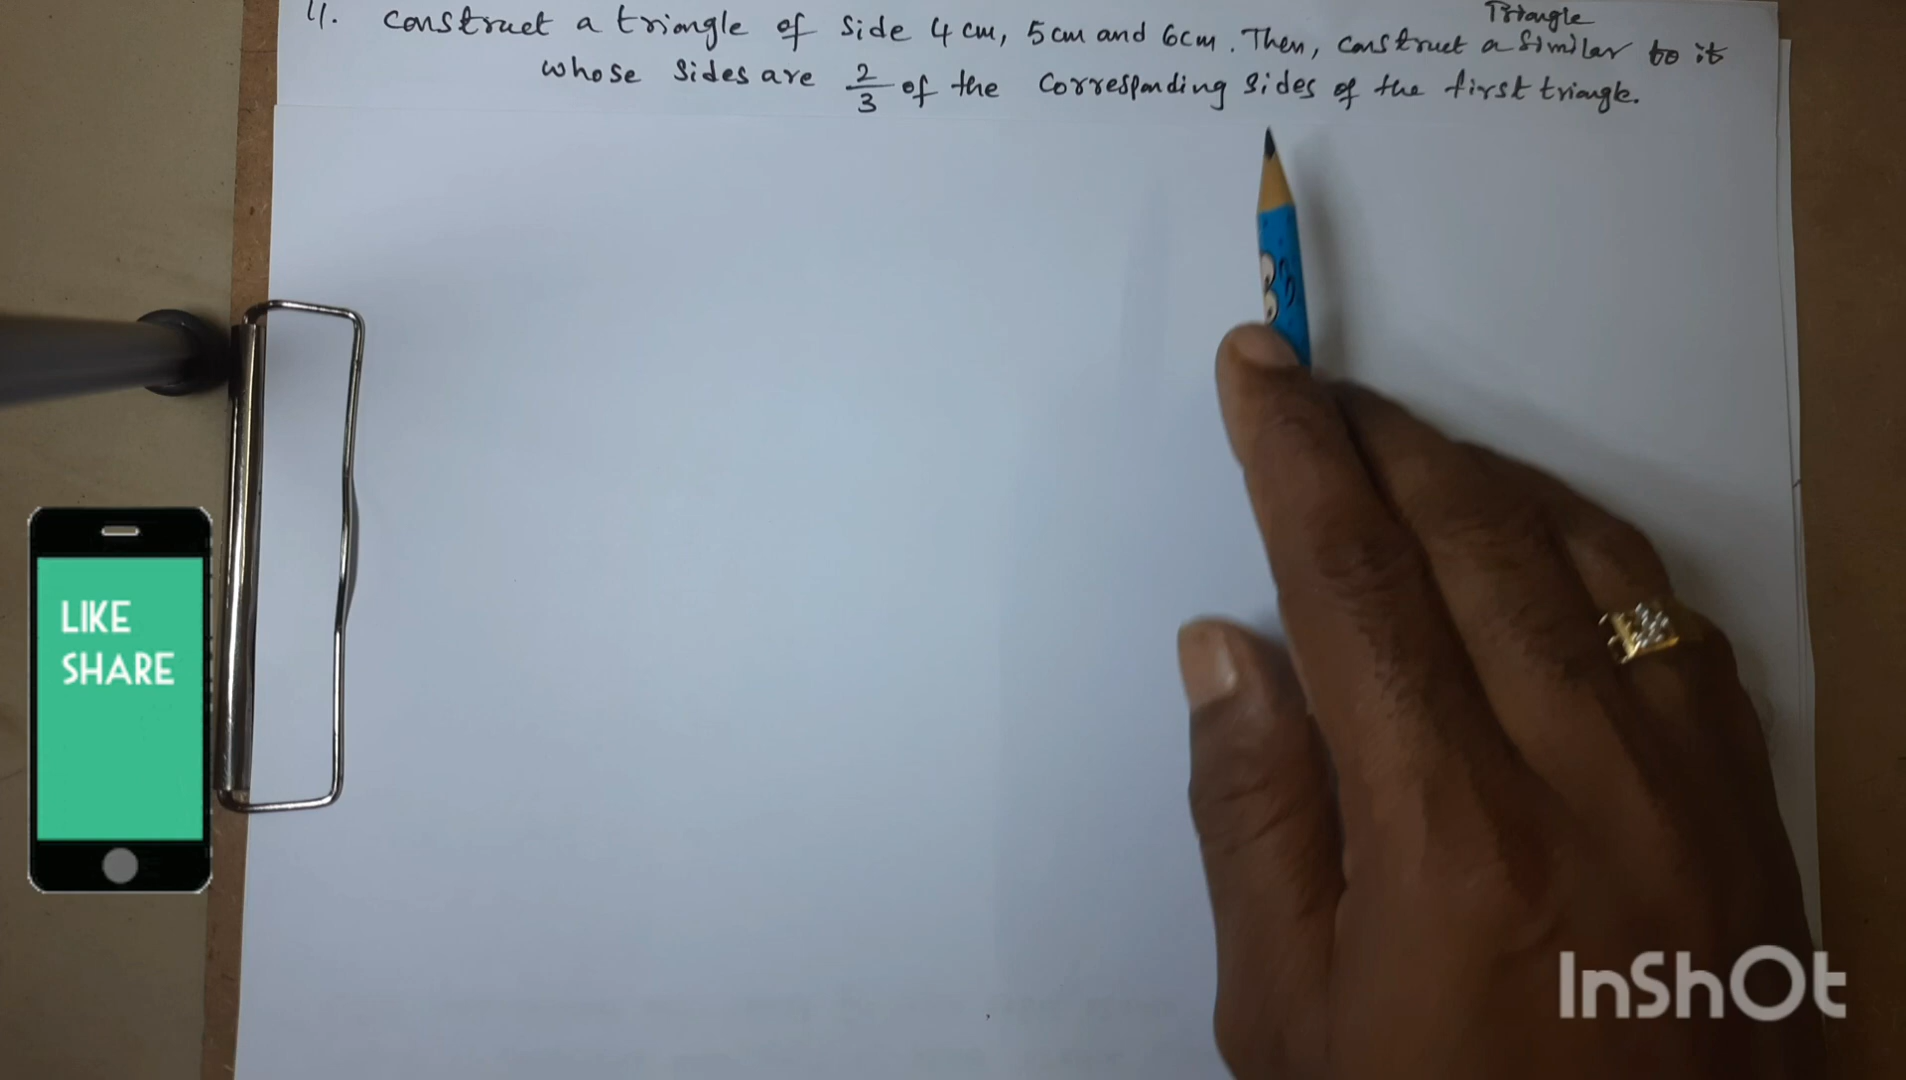 4. construct a triangle of side 4 cm, 5 cm and 6 cm. Then, construct a similar to it
Triangle
whose sides are 2/3 of the corresponding sides of the first triangle.
LIKE
SHARE
InShOt